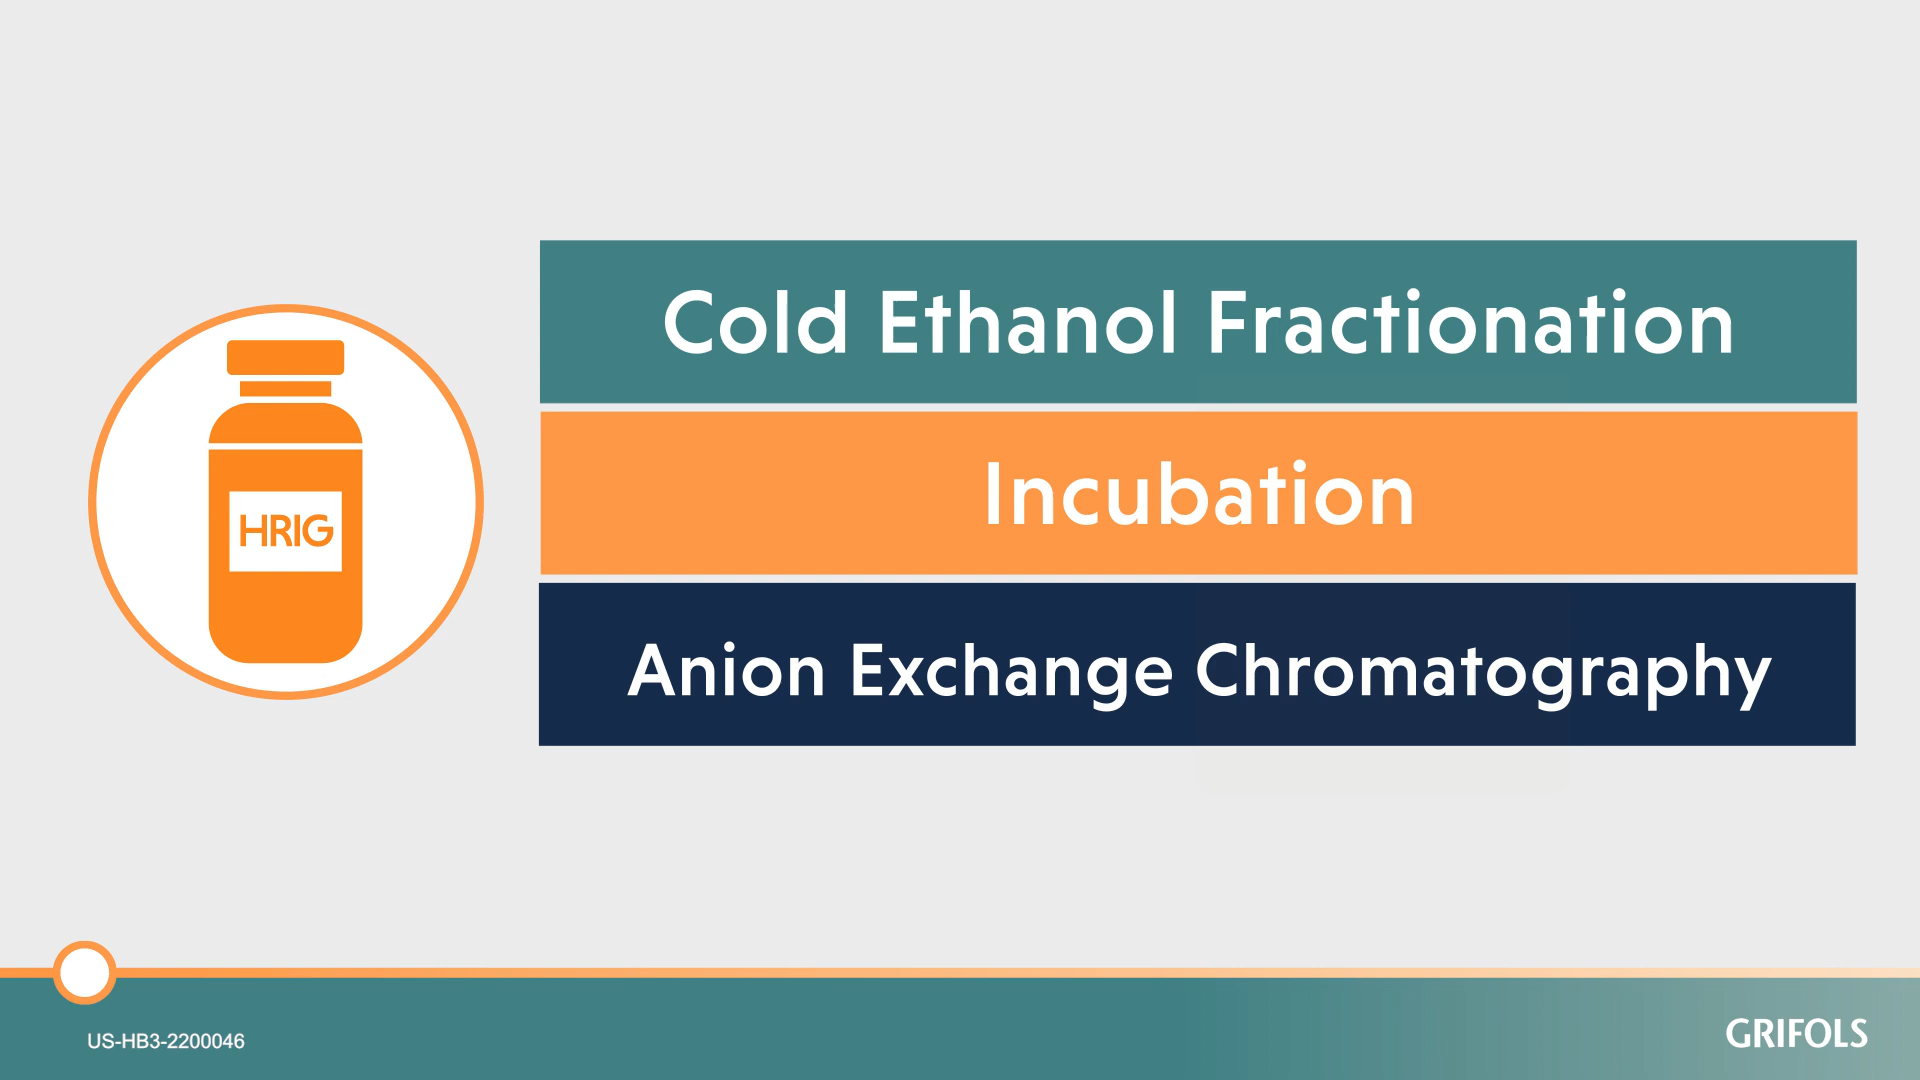 Cold Ethanol Fractionation
Incubation
HRIG
Anion Exchange Chromatography
US-HB3-2200046
GRIFOLS